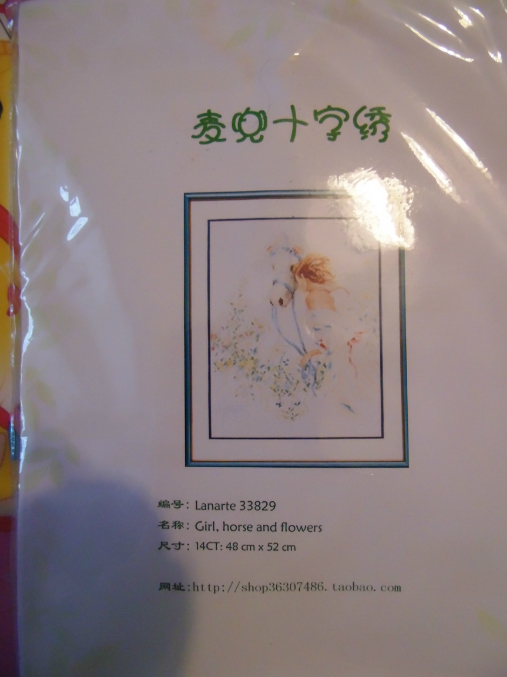 麦兜十字绣
编号: Lanarte 33829
名称: Girl, horse and flowers
尺寸: 14CT: 48 cm x 52 cm
网址:http://shop36307486.taobao.com